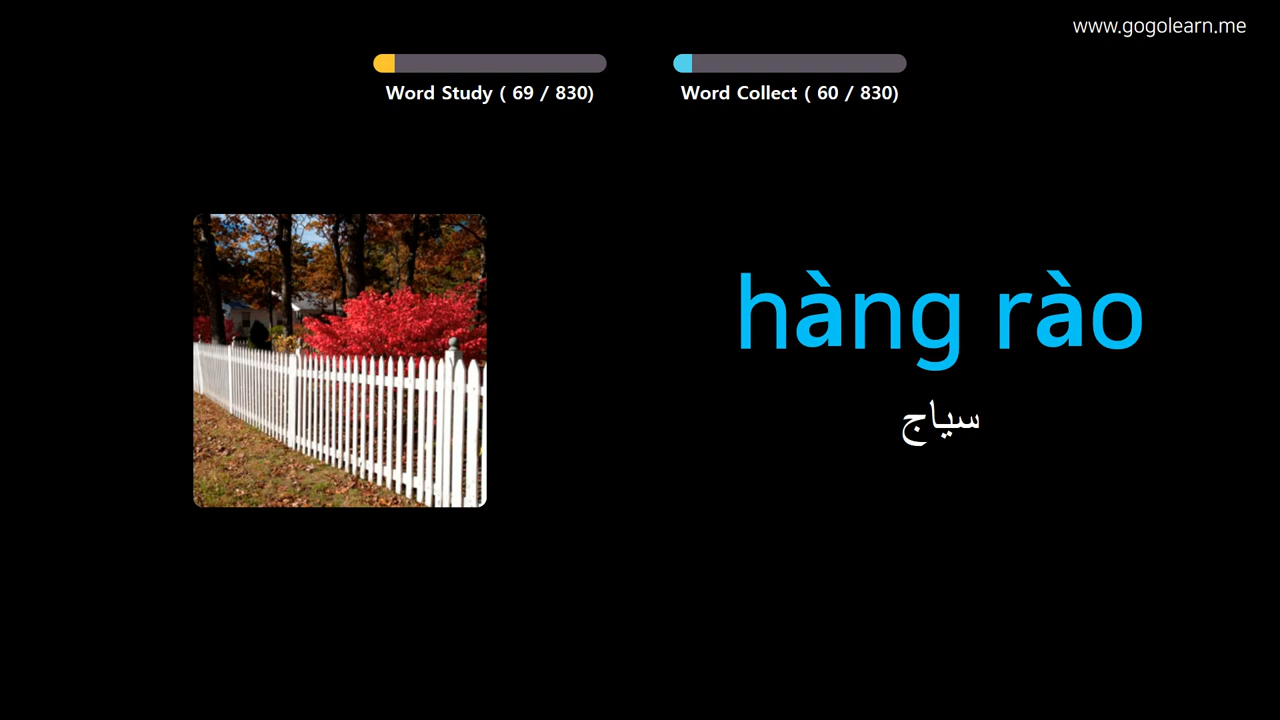 www.gogolearn.me
Word Study ( 69 / 830)
Word Collect ( 60 / 830)
hàng rào
سياج